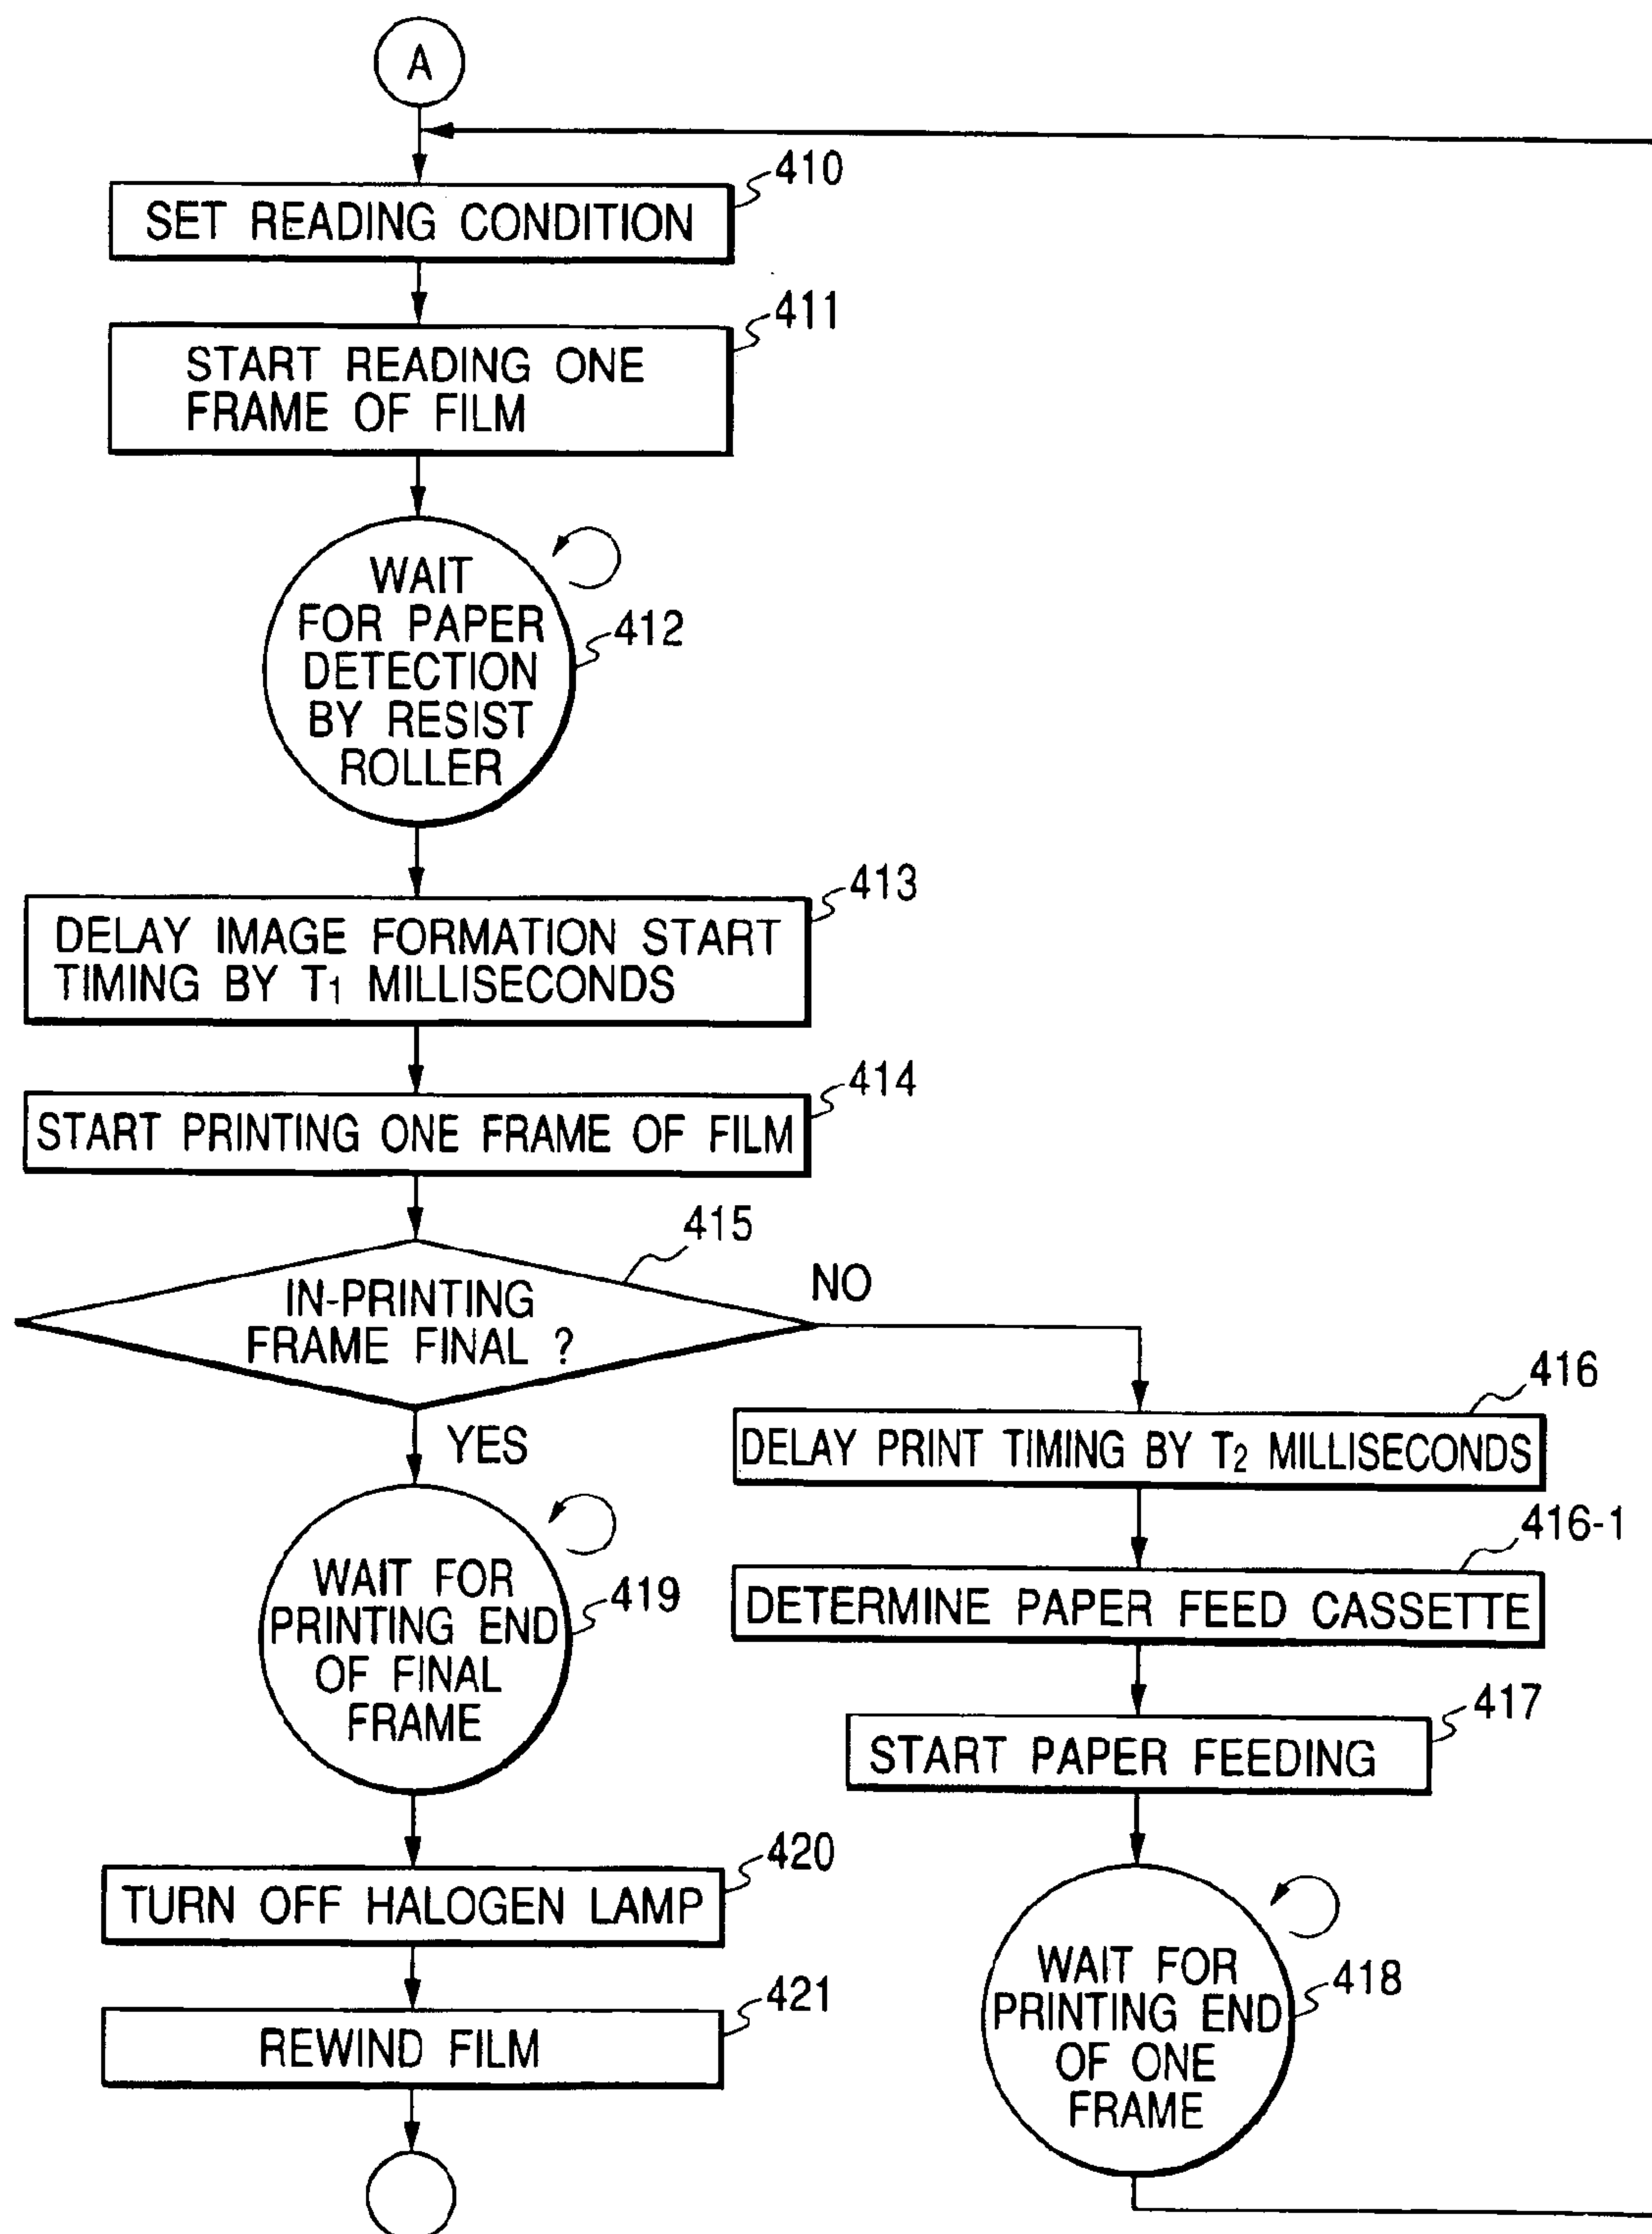 A
410
SET READING CONDITION
411
START READING ONE
FRAME OF FILM
WAIT
FOR PAPER
DETECTION
BY RESIST
ROLLER
412
413
DELAY IMAGE FORMATION START
TIMING BY T1 MILLISECONDS
414
START PRINTING ONE FRAME OF FILM
415
IN-PRINTING
FRAME FINAL ?
NO
YES
416
DELAY PRINT TIMING BY T2 MILLISECONDS
416-1
DETERMINE PAPER FEED CASSETTE
417
START PAPER FEEDING
WAIT FOR
PRINTING END
OF ONE
FRAME
418
WAIT FOR
PRINTING END
OF FINAL
FRAME
419
420
TURN OFF HALOGEN LAMP
421
REWIND FILM